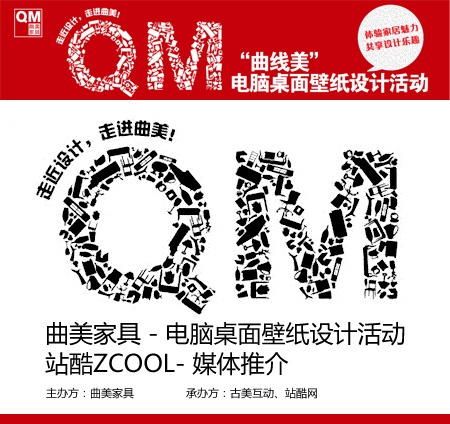 QM
曲美
家具
走近设计，走进曲美！
QM
“曲线美”
电脑桌面壁纸设计活动
体验家居魅力
共享设计乐趣
走近设计，走进曲美！
QM
曲美家具 - 电脑桌面壁纸设计活动
站酷ZCOOL- 媒体推介
主办方：曲美家具 承办方：古美互动、站酷网